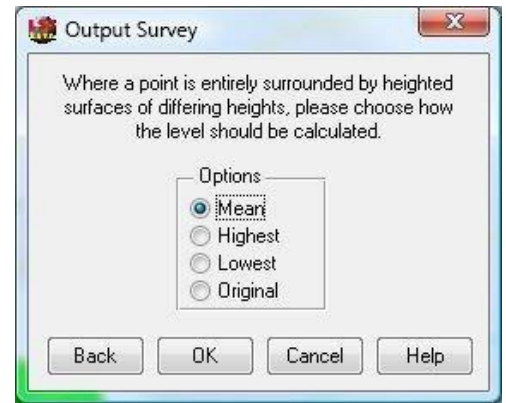 Output Survey
Where a point is entirely surrounded by heighted
surfaces of differing heights, please choose how
the level should be calculated.
Options
Mean
Highest
Lowest
Original
Back OK Cancel Help